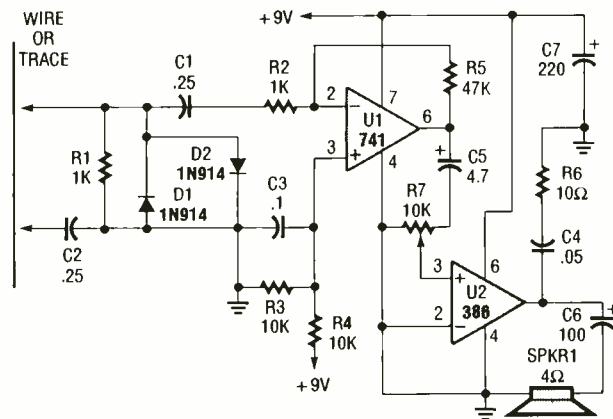 WIRE
OR
TRACE
+9V
C1
.25
R2
1K
R5
47K
C7
220
+
2
3
−
+
U1
741
7
6
4
R1
1K
D2
1N914
D1
1N914
C3
.1
+
C5
4.7
R6
10Ω
R7
10K
C2
.25
C4
.05
R3
10K
R4
10K
+9V
3
2
+
−
U2
386
6
4
C6
100
+
SPKR1
4Ω